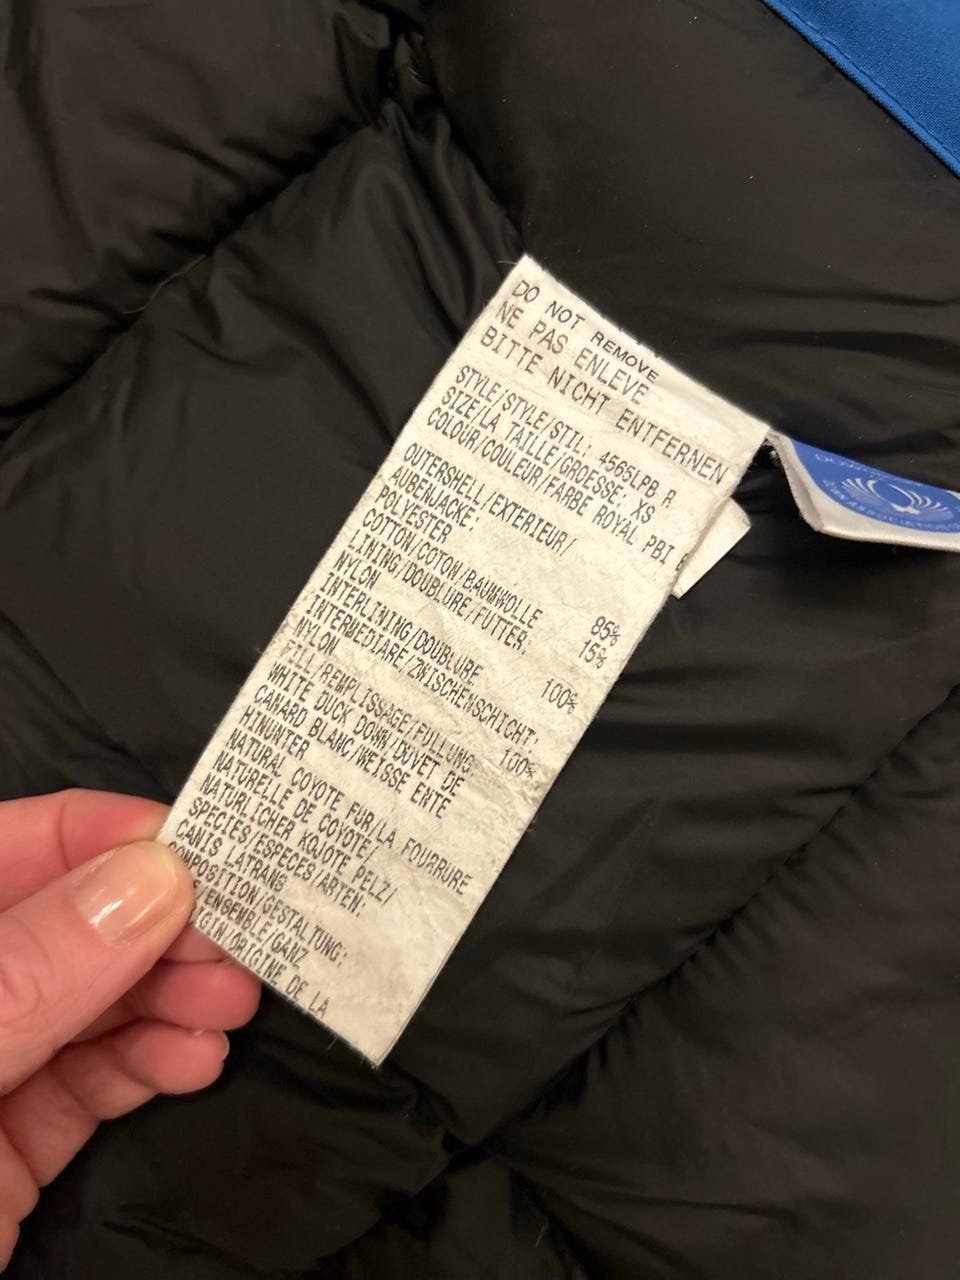 DO NOT REMOVE
NE PAS ENLEVE
BITTE NICHT ENTFERNEN
STYLE/STYLE/STIL: 4565LPB R
SIZE/LA TAILLE/GROESSE: XS
COLOUR/COULEUR/FARBE ROYAL PBI
OUTERSHELL/EXTERIEUR/
AUBENJACKE:
POLYESTER 85%
COTTON/COTON/BAUMWOLLE 15%
LINING/DOUBLURE/FUTTER:
NYLON 100%
INTERLINING/DOUBLURE
INTERMEDIARE/ZWISCHENSCHICHT:
NYLON 100%
FILL/REMPLISSAGE/FULLUNG:
WHITE DUCK DOWN/DUVET DE
CANARD BLANC/WEISSE ENTE
HINUNTER
NATURAL COYOTE FUR/LA FOURRURE
NATURELLE DE COYOTE/
NATURLICHER KOJOTE PELZ/
SPECIES/ESPECES/ARTEN:
CANIS LATRANS
COMPOSITION/GESTALTUNG:
/ENSEMBLE/GANZ
IGIN/ORIGINE DE LA
DOWN
ASSOCIATION